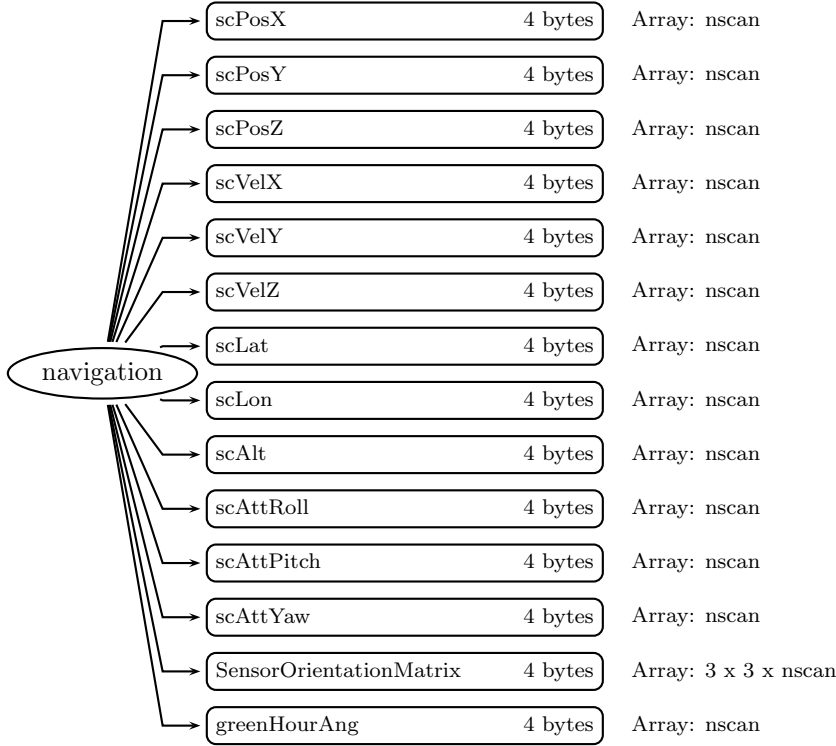 scPosX 4 bytes Array: nscan
scPosY 4 bytes Array: nscan
scPosZ 4 bytes Array: nscan
scVelX 4 bytes Array: nscan
scVelY 4 bytes Array: nscan
scVelZ 4 bytes Array: nscan
scLat 4 bytes Array: nscan
navigation
scLon 4 bytes Array: nscan
scAlt 4 bytes Array: nscan
scAttRoll 4 bytes Array: nscan
scAttPitch 4 bytes Array: nscan
scAttYaw 4 bytes Array: nscan
SensorOrientationMatrix 4 bytes Array: 3 x 3 x nscan
greenHourAng 4 bytes Array: nscan